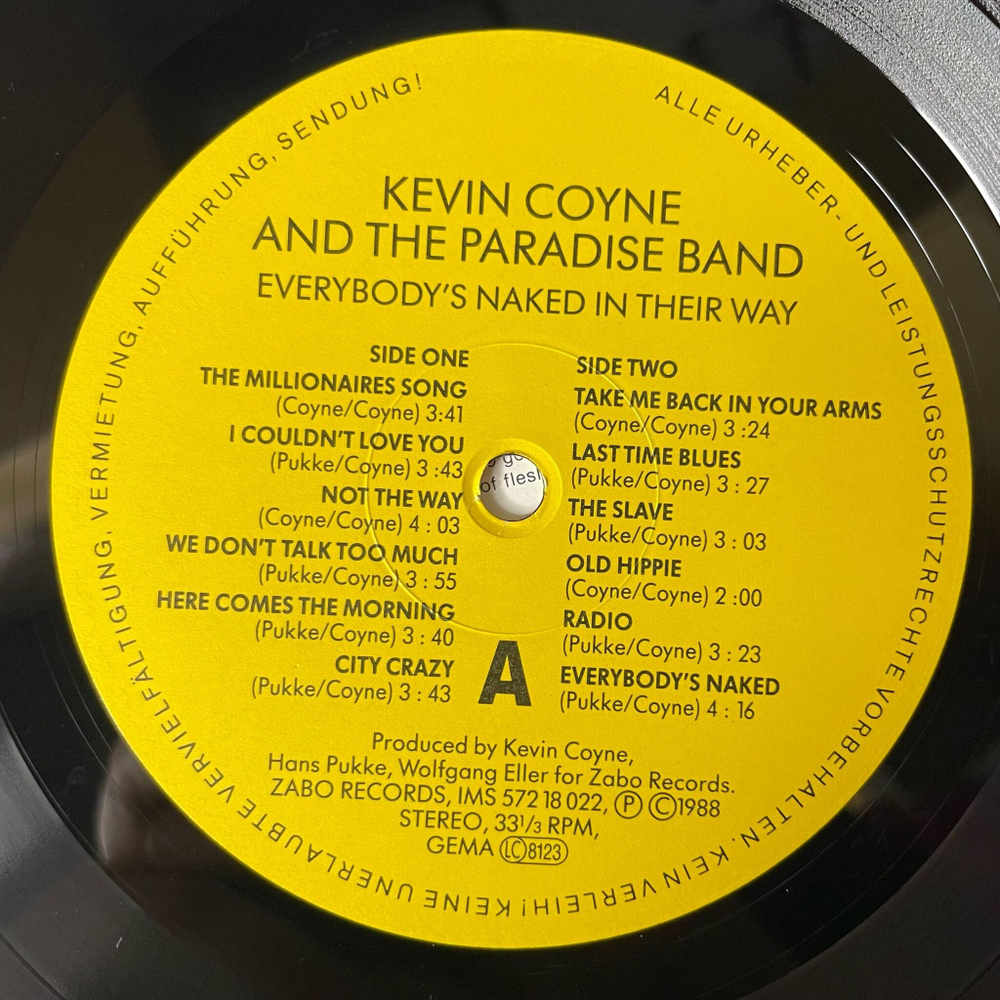 ALLE URHEBER- UND LEISTUNGSSCHUTZRECHTE VORBEHALTEN. KEIN VERLEIH! KEINE UNERLAUBTE VERVIELFÄLTIGUNG, VERMIETUNG, AUFFÜHRUNG, SENDUNG!
KEVIN COYNE
AND THE PARADISE BAND
EVERYBODY'S NAKED IN THEIR WAY
SIDE ONE
THE MILLIONAIRES SONG
(Coyne/Coyne) 3:41
I COULDN'T LOVE YOU
(Pukke/Coyne) 3 :43
NOT THE WAY
(Coyne/Coyne) 4 : 03
WE DON'T TALK TOO MUCH
(Pukke/Coyne) 3 : 55
HERE COMES THE MORNING
(Pukke/Coyne) 3 : 40
CITY CRAZY
(Pukke/Coyne) 3 : 43
SIDE TWO
TAKE ME BACK IN YOUR ARMS
(Coyne/Coyne) 3 :24
LAST TIME BLUES
(Pukke/Coyne) 3 : 27
THE SLAVE
(Pukke/Coyne) 3 : 03
OLD HIPPIE
(Coyne/Coyne) 2 :00
RADIO
(Pukke/Coyne) 3 : 23
EVERYBODY'S NAKED
(Pukke/Coyne) 4 : 16
of
A
Produced by Kevin Coyne,
Hans Pukke, Wolfgang Eller for Zabo Records.
ZABO RECORDS, IMS 572 18 022, Ⓟ ©1988
STEREO, 33 1/3 RPM,
GEMA LC 8123